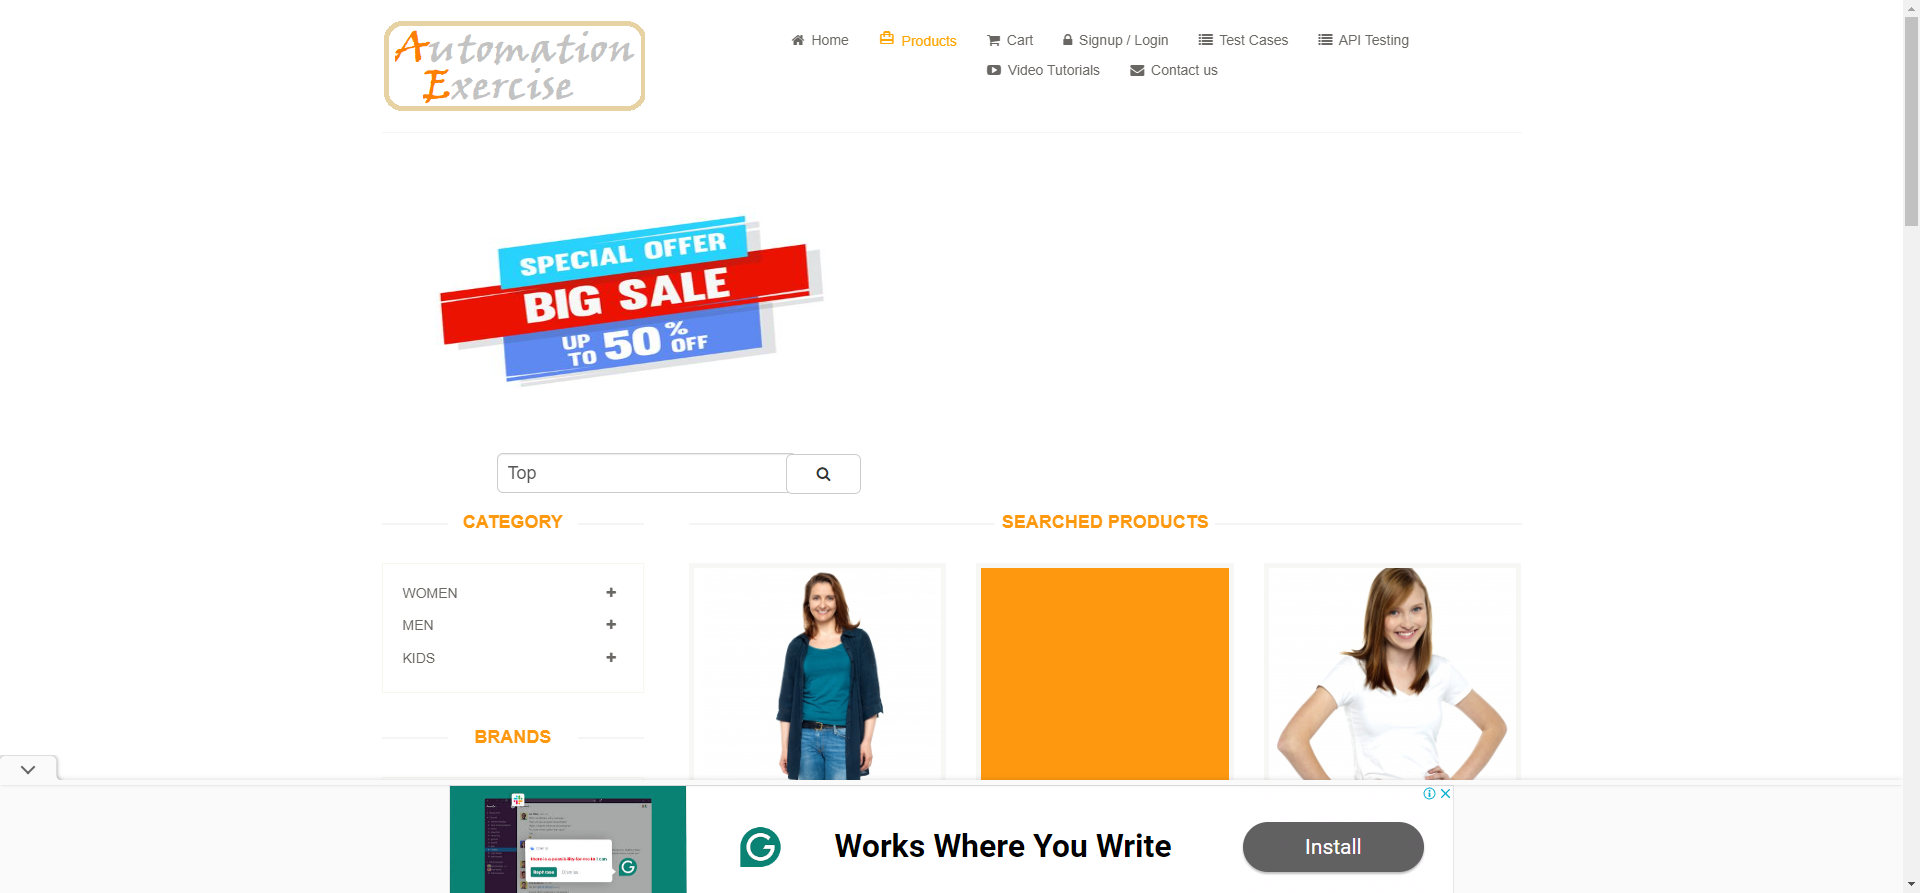 Automation
Exercise
Home
Products
Cart
Signup / Login
Test Cases
API Testing
Video Tutorials
Contact us
SPECIAL OFFER
BIG SALE
UP TO 50% OFF
Top
CATEGORY
WOMEN
MEN
KIDS
BRANDS
SEARCHED PRODUCTS
Works Where You Write
Install